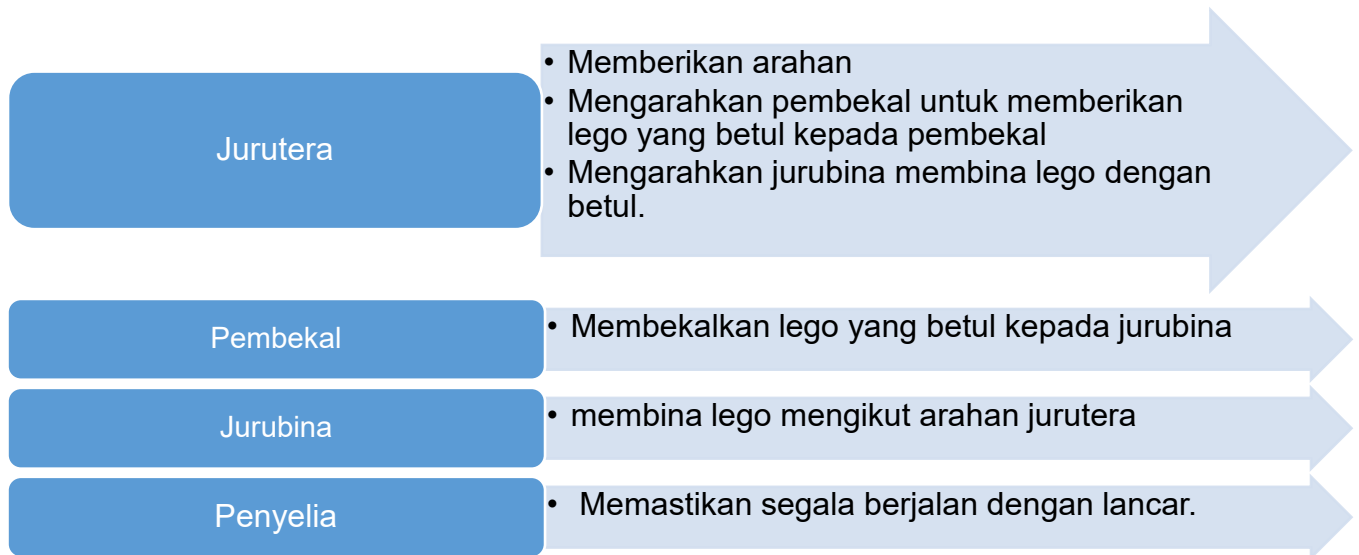 Jurutera
• Memberikan arahan
• Mengarahkan pembekal untuk memberikan
lego yang betul kepada pembekal
• Mengarahkan jurubina membina lego dengan
betul.
Pembekal
• Membekalkan lego yang betul kepada jurubina
Jurubina
• membina lego mengikut arahan jurutera
Penyelia
• Memastikan segala berjalan dengan lancar.